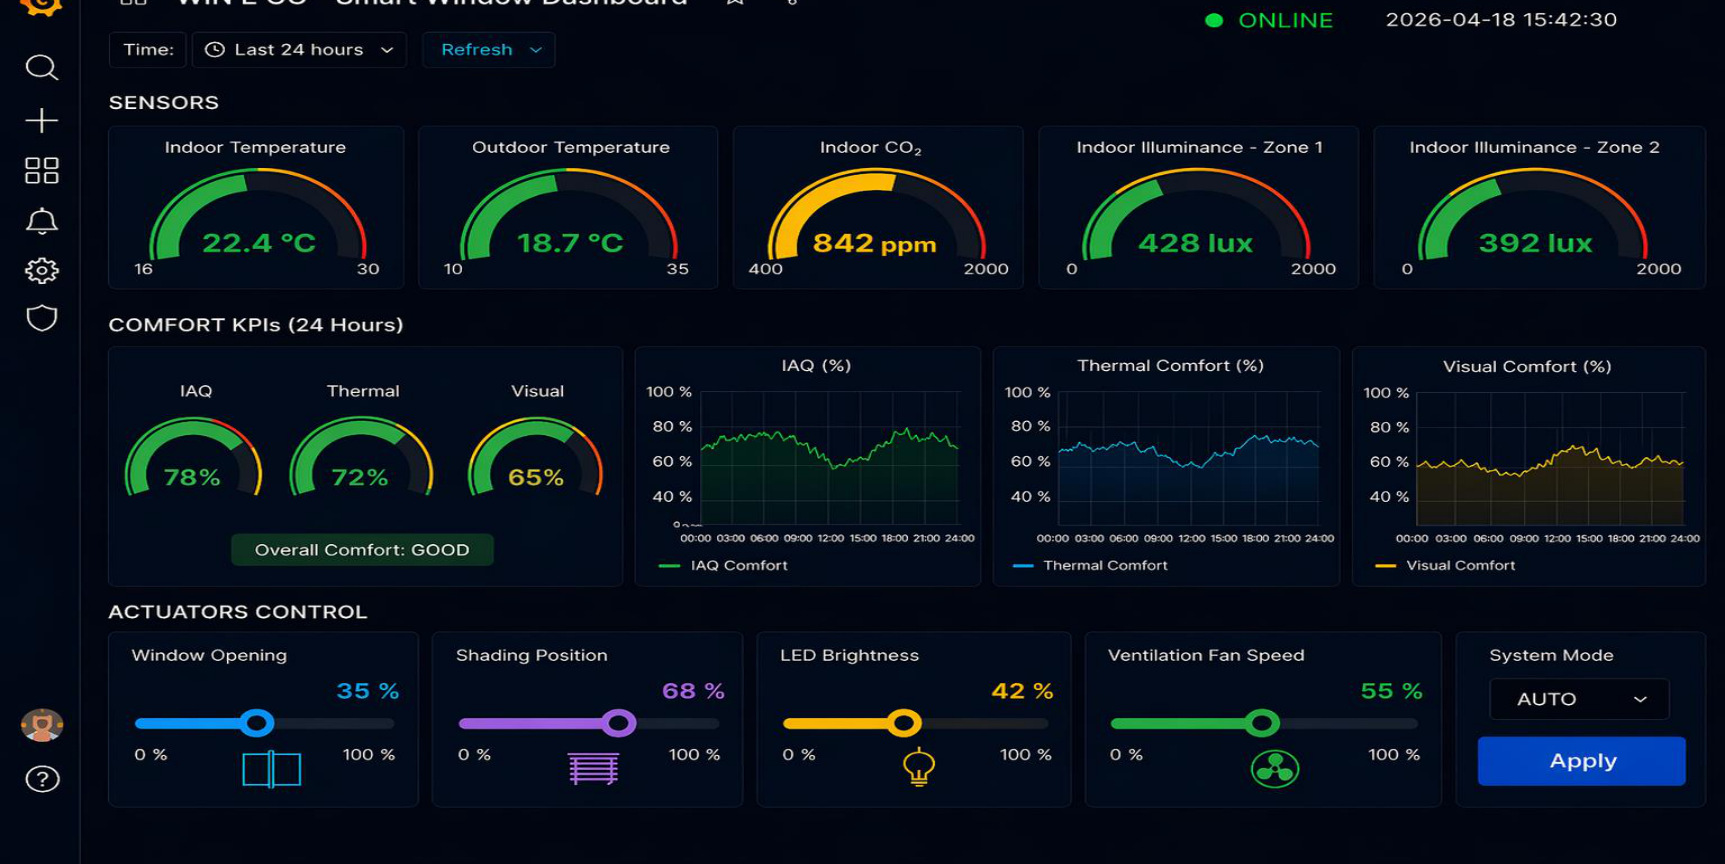 WIN E GO - Smart Window Dashboard
ONLINE 2026-04-18 15:42:30
Time: Last 24 hours Refresh
SENSORS
Indoor Temperature
22.4 °C
16 30
Outdoor Temperature
18.7 °C
10 35
Indoor CO₂
842 ppm
400 2000
Indoor Illuminance - Zone 1
428 lux
0 2000
Indoor Illuminance - Zone 2
392 lux
0 2000
COMFORT KPIs (24 Hours)
IAQ
78%
Thermal
72%
Visual
65%
Overall Comfort: GOOD
IAQ (%)
100 %
80 %
60 %
40 %
00:00 03:00 06:00 09:00 12:00 15:00 18:00 21:00 24:00
IAQ Comfort
Thermal Comfort (%)
100 %
80 %
60 %
40 %
00:00 03:00 06:00 09:00 12:00 15:00 18:00 21:00 24:00
Thermal Comfort
Visual Comfort (%)
100 %
80 %
60 %
40 %
00:00 03:00 06:00 09:00 12:00 15:00 18:00 21:00 24:00
Visual Comfort
ACTUATORS CONTROL
Window Opening
35 %
0 % 100 %
Shading Position
68 %
0 % 100 %
LED Brightness
42 %
0 % 100 %
Ventilation Fan Speed
55 %
0 % 100 %
System Mode
AUTO
Apply
?